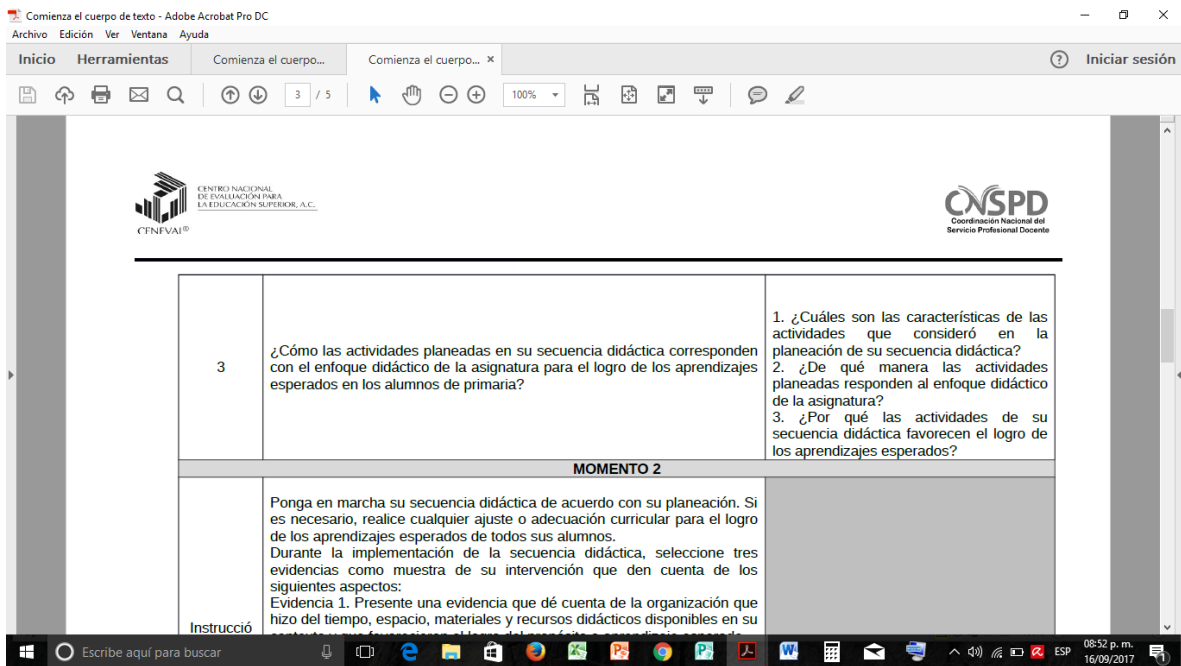 Comienza el cuerpo de texto - Adobe Acrobat Pro DC
Archivo Edición Ver Ventana Ayuda
Inicio Herramientas Comienza el cuerpo... Comienza el cuerpo... × Iniciar sesión
3 / 5 100%
CENTRO NACIONAL
DE EVALUACIÓN PARA
LA EDUCACIÓN SUPERIOR, A.C.
CENEVAL®
CNSPD
Coordinación Nacional del
Servicio Profesional Docente
3
¿Cómo las actividades planeadas en su secuencia didáctica corresponden
con el enfoque didáctico de la asignatura para el logro de los aprendizajes
esperados en los alumnos de primaria?
1. ¿Cuáles son las características de las
actividades que consideró en la
planeación de su secuencia didáctica?
2. ¿De qué manera las actividades
planeadas responden al enfoque didáctico
de la asignatura?
3. ¿Por qué las actividades de su
secuencia didáctica favorecen el logro de
los aprendizajes esperados?
MOMENTO 2
Instrucció
Ponga en marcha su secuencia didáctica de acuerdo con su planeación. Si
es necesario, realice cualquier ajuste o adecuación curricular para el logro
de los aprendizajes esperados de todos sus alumnos.
Durante la implementación de la secuencia didáctica, seleccione tres
evidencias como muestra de su intervención que den cuenta de los
siguientes aspectos:
Evidencia 1. Presente una evidencia que dé cuenta de la organización que
hizo del tiempo, espacio, materiales y recursos didácticos disponibles en su
Escribe aquí para buscar
ESP
08:52 p. m.
16/09/2017